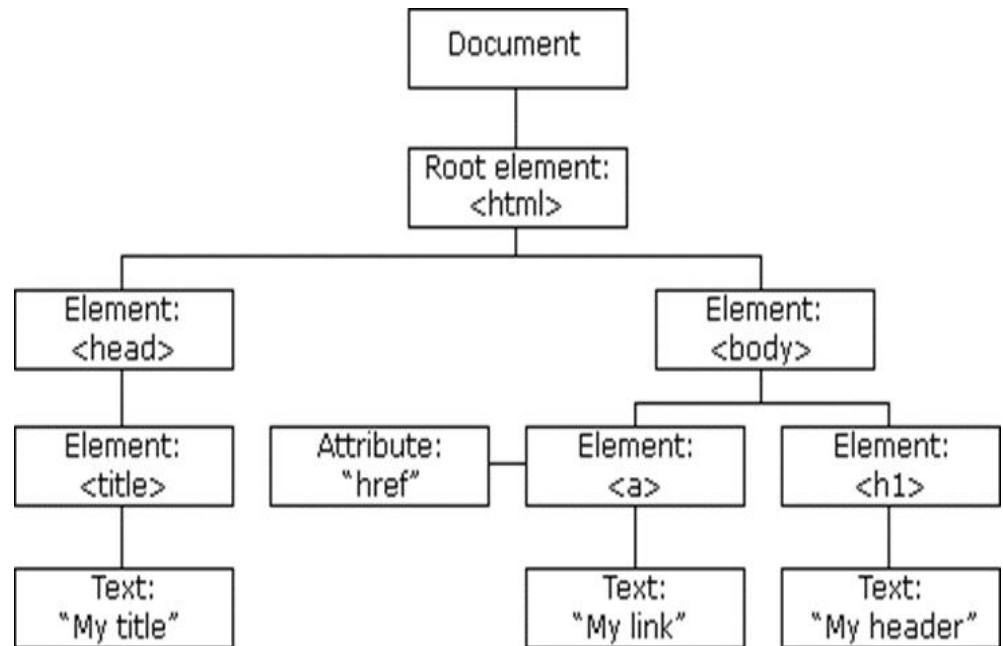 Document
Root element:
<html>
Element:
<head>
Element:
<body>
Element:
<title>
Attribute:
“href”
Element:
<a>
Element:
<h1>
Text:
“My title”
Text:
“My link”
Text:
“My header”